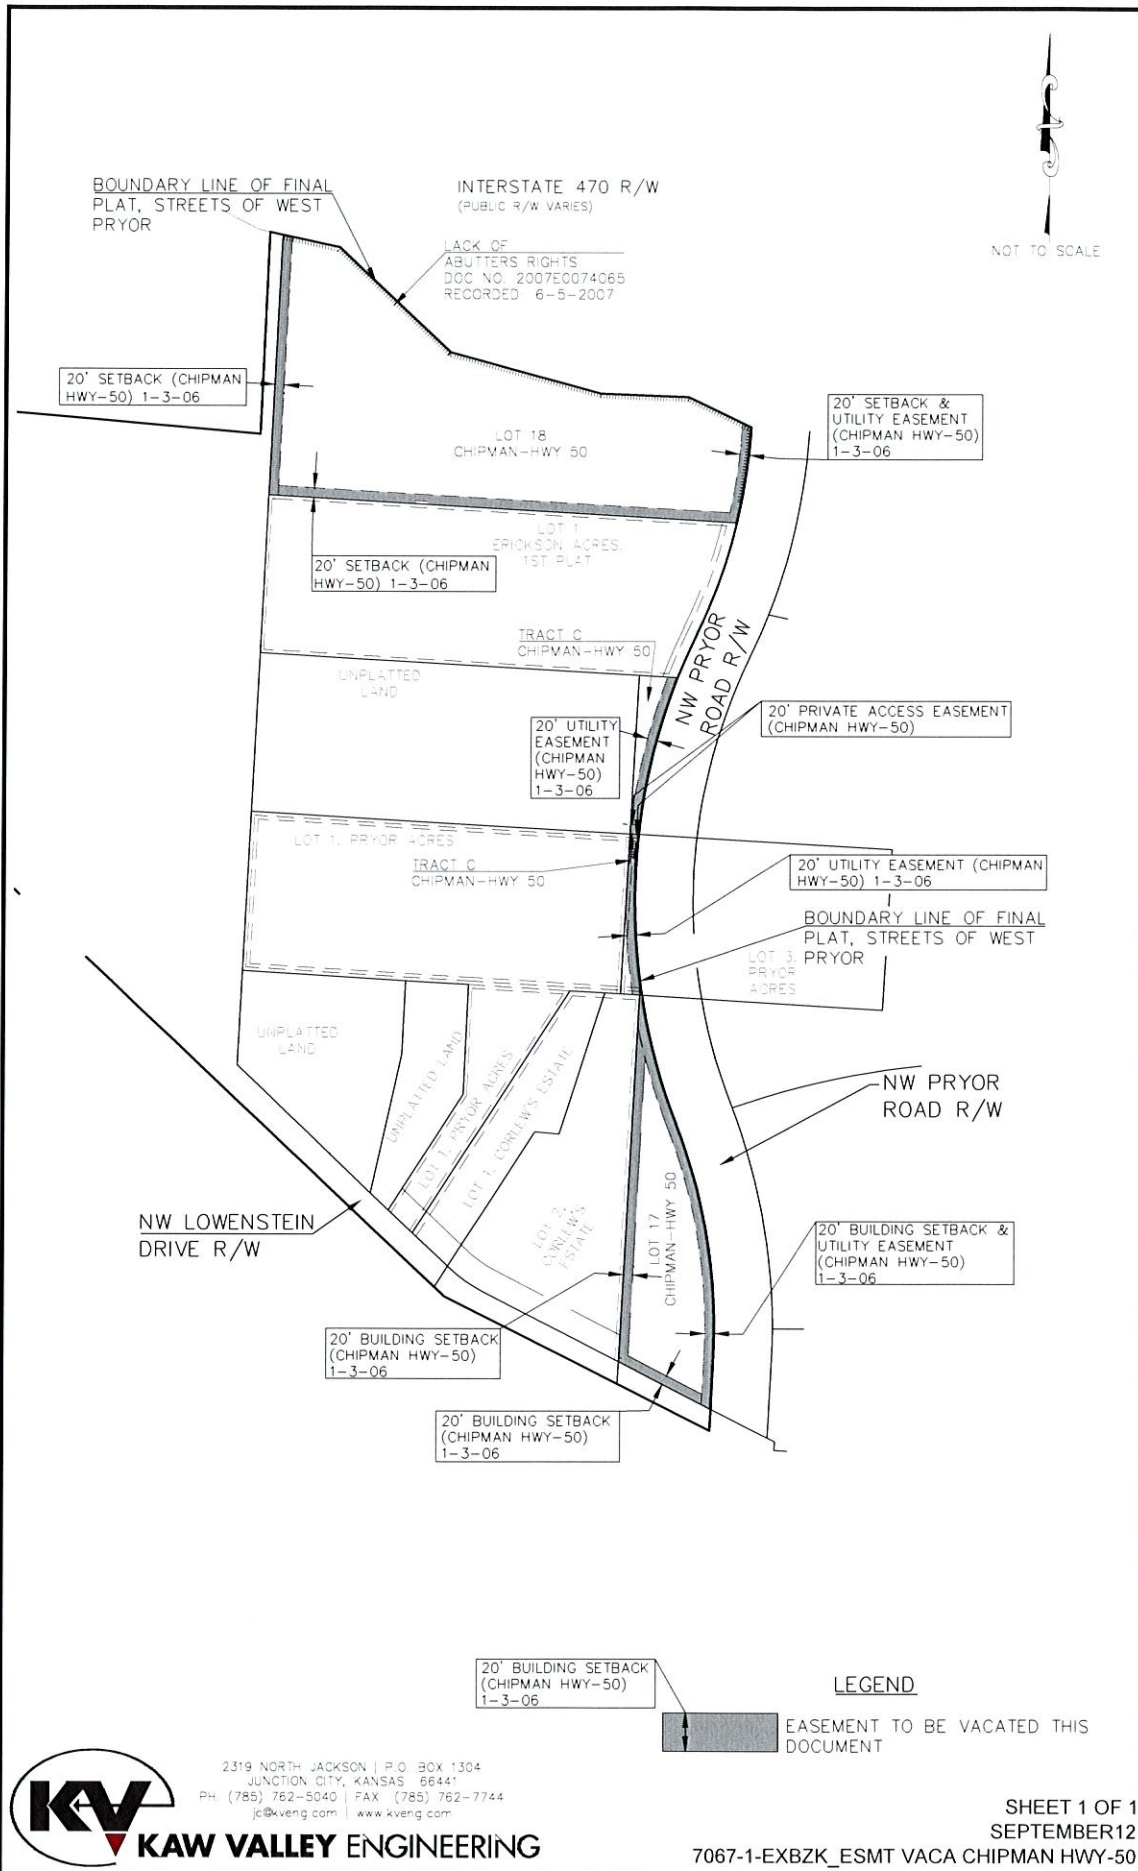 BOUNDARY LINE OF FINAL
PLAT, STREETS OF WEST
PRYOR
INTERSTATE 470 R/W
(PUBLIC R/W VARIES)
LACK OF
ABUTTERS RIGHTS
DOC NO. 2007E0074065
RECORDED 6-5-2007
NOT TO SCALE
20' SETBACK (CHIPMAN
HWY-50) 1-3-06
LOT 18
CHIPMAN-HWY 50
20' SETBACK &
UTILITY EASEMENT
(CHIPMAN HWY-50)
1-3-06
LOT 1
ERICKSON ACRES,
1ST PLAT
20' SETBACK (CHIPMAN
HWY-50) 1-3-06
TRACT C
CHIPMAN-HWY 50
NW PRYOR
ROAD R/W
UNPLATTED
LAND
20' UTILITY
EASEMENT
(CHIPMAN
HWY-50)
1-3-06
20' PRIVATE ACCESS EASEMENT
(CHIPMAN HWY-50)
LOT 1, PRYOR ACRES
TRACT C
CHIPMAN-HWY 50
20' UTILITY EASEMENT (CHIPMAN
HWY-50) 1-3-06
BOUNDARY LINE OF FINAL
PLAT, STREETS OF WEST
PRYOR
LOT 3,
PRYOR
ACRES
UNPLATTED
LAND
UNPLATTED LAND
LOT 1, PRYOR ACRES
LOT 1, CORLEW'S ESTATE
LOT 2,
CORLEW'S
ESTATE
NW PRYOR
ROAD R/W
NW LOWENSTEIN
DRIVE R/W
LOT 17
CHIPMAN-HWY 50
20' BUILDING SETBACK &
UTILITY EASEMENT
(CHIPMAN HWY-50)
1-3-06
20' BUILDING SETBACK
(CHIPMAN HWY-50)
1-3-06
20' BUILDING SETBACK
(CHIPMAN HWY-50)
1-3-06
20' BUILDING SETBACK
(CHIPMAN HWY-50)
1-3-06
LEGEND
EASEMENT TO BE VACATED THIS
DOCUMENT
2319 NORTH JACKSON | P.O. BOX 1304
JUNCTION CITY, KANSAS 66441
PH. (785) 762-5040 | FAX (785) 762-7744
jc@kveng.com | www.kveng.com
KV
KAW VALLEY ENGINEERING
SHEET 1 OF 1
SEPTEMBER12
7067-1-EXBZK_ESMT VACA CHIPMAN HWY-50